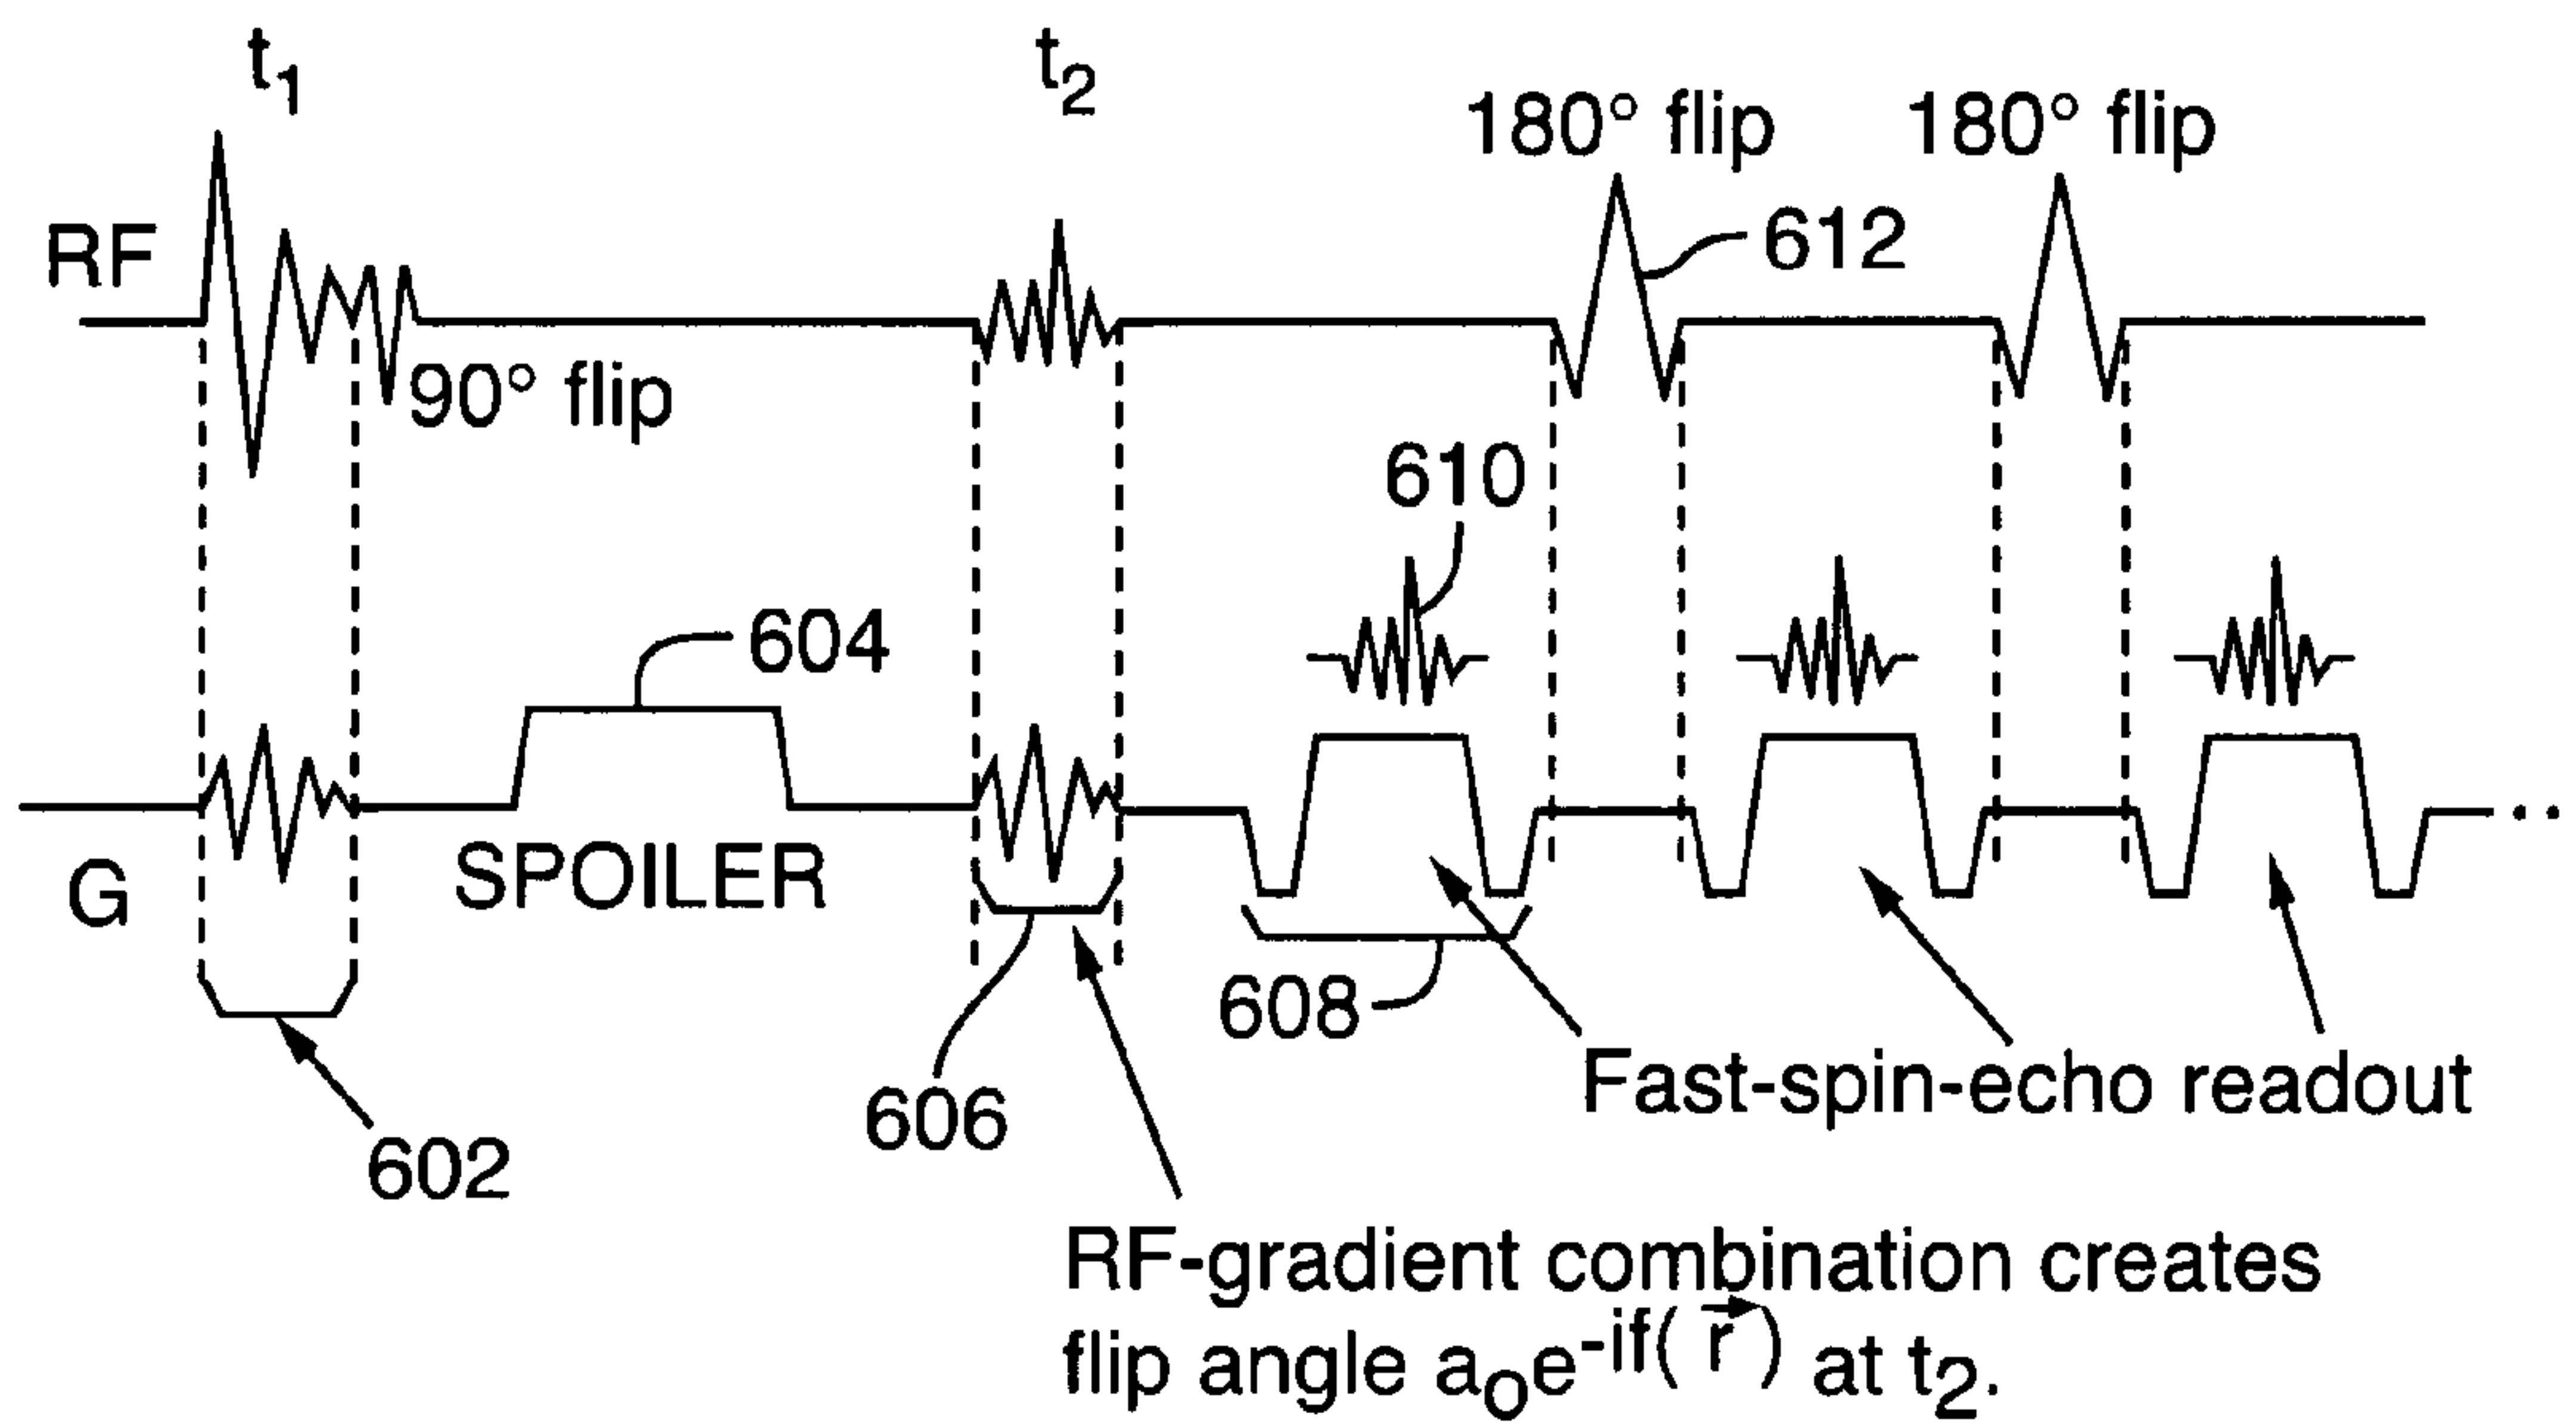 t1
t2
180° flip
180° flip
RF
612
90° flip
610
604
SPOILER
G
608
Fast-spin-echo readout
606
602
RF-gradient combination creates
flip angle aoe-if( r⃗ ) at t2.